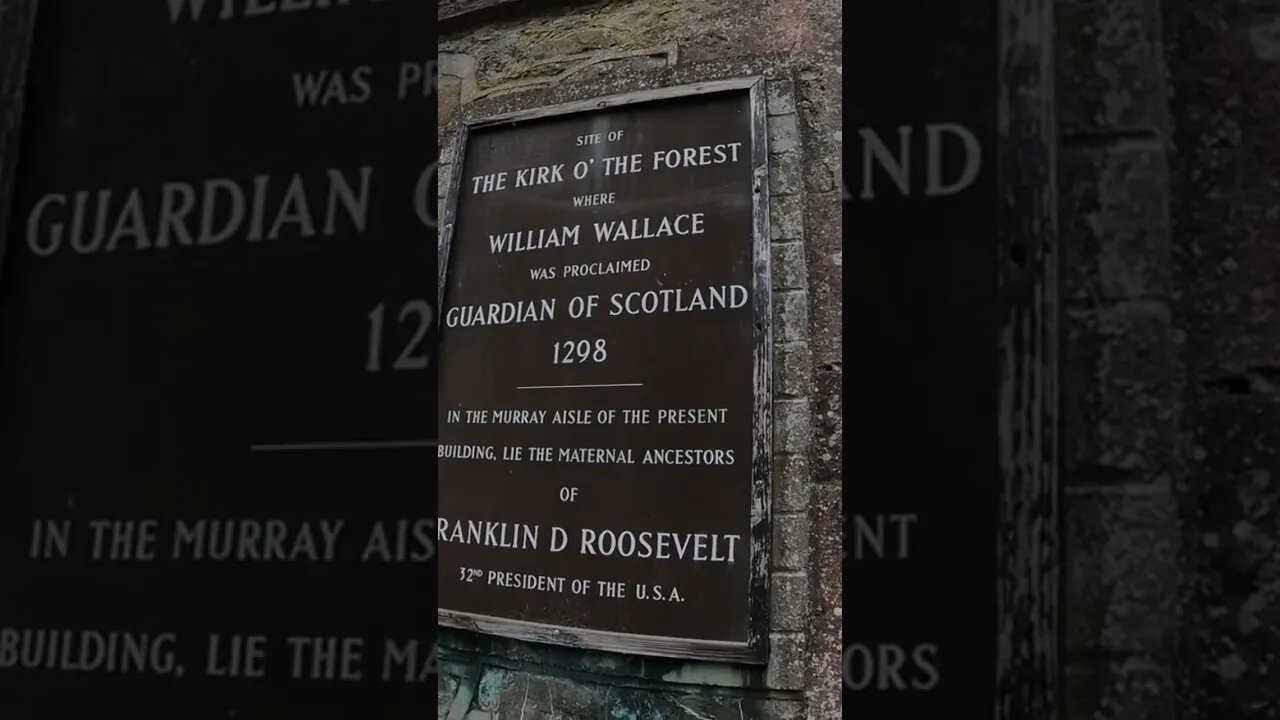 SITE OF
THE KIRK O' THE FOREST
WHERE
WILLIAM WALLACE
WAS PROCLAIMED
GUARDIAN OF SCOTLAND
1298
IN THE MURRAY AISLE OF THE PRESENT
BUILDING, LIE THE MATERNAL ANCESTORS
OF
RANKLIN D ROOSEVELT
32ND PRESIDENT OF THE U.S.A.